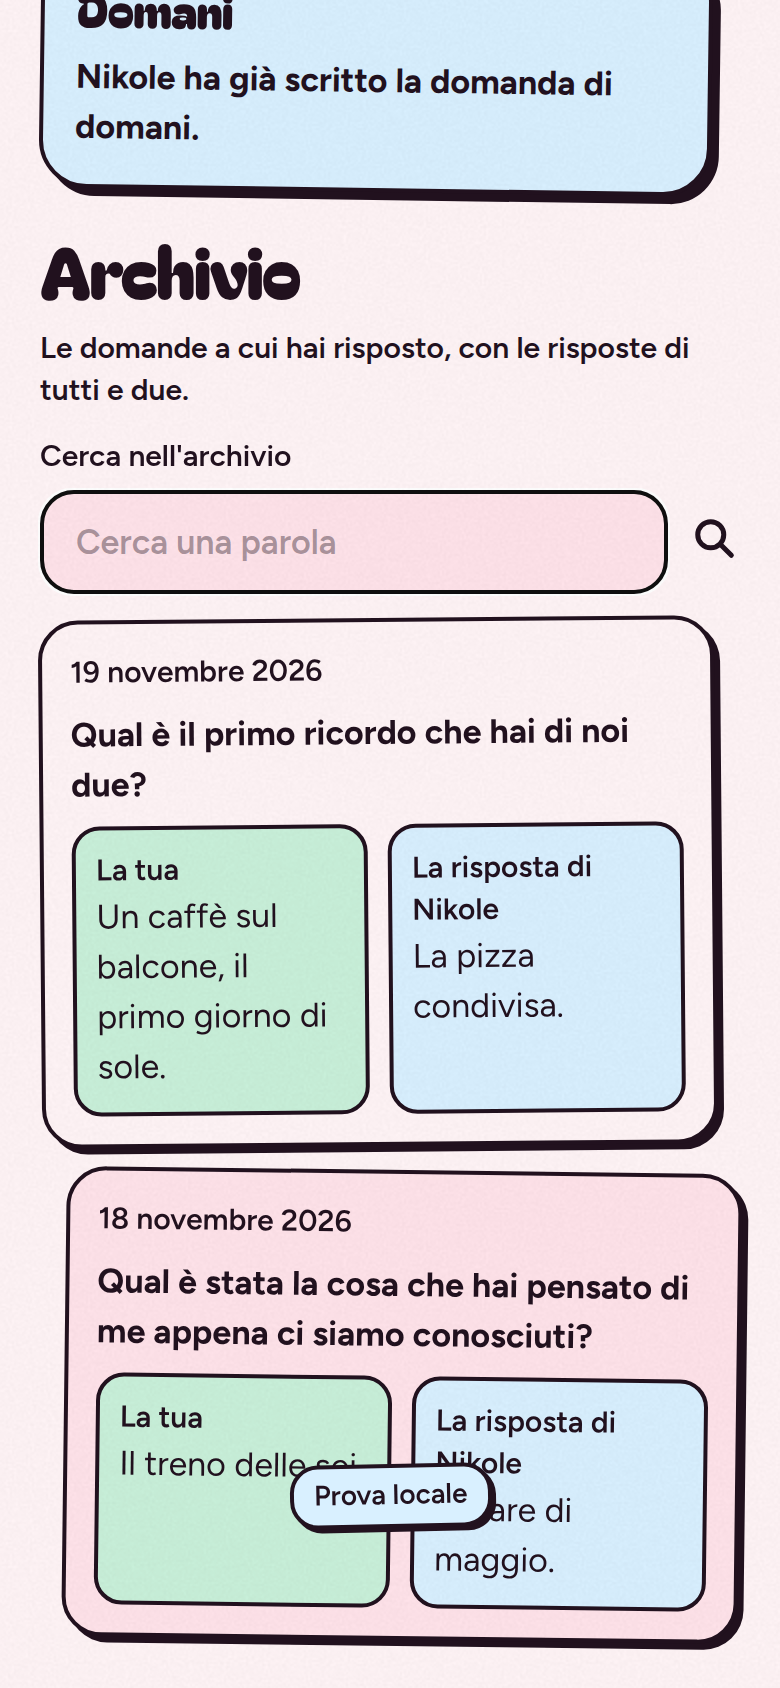 Domani
Nikole ha già scritto la domanda di
domani.
Archivio
Le domande a cui hai risposto, con le risposte di
tutti e due.
Cerca nell'archivio
Cerca una parola
19 novembre 2026
Qual è il primo ricordo che hai di noi
due?
La tua
Un caffè sul
balcone, il
primo giorno di
sole.
La risposta di
Nikole
La pizza
condivisa.
18 novembre 2026
Qual è stata la cosa che hai pensato di
me appena ci siamo conosciuti?
La tua
Il treno delle sei.
La risposta di
Nikole
di
maggio.
Prova locale